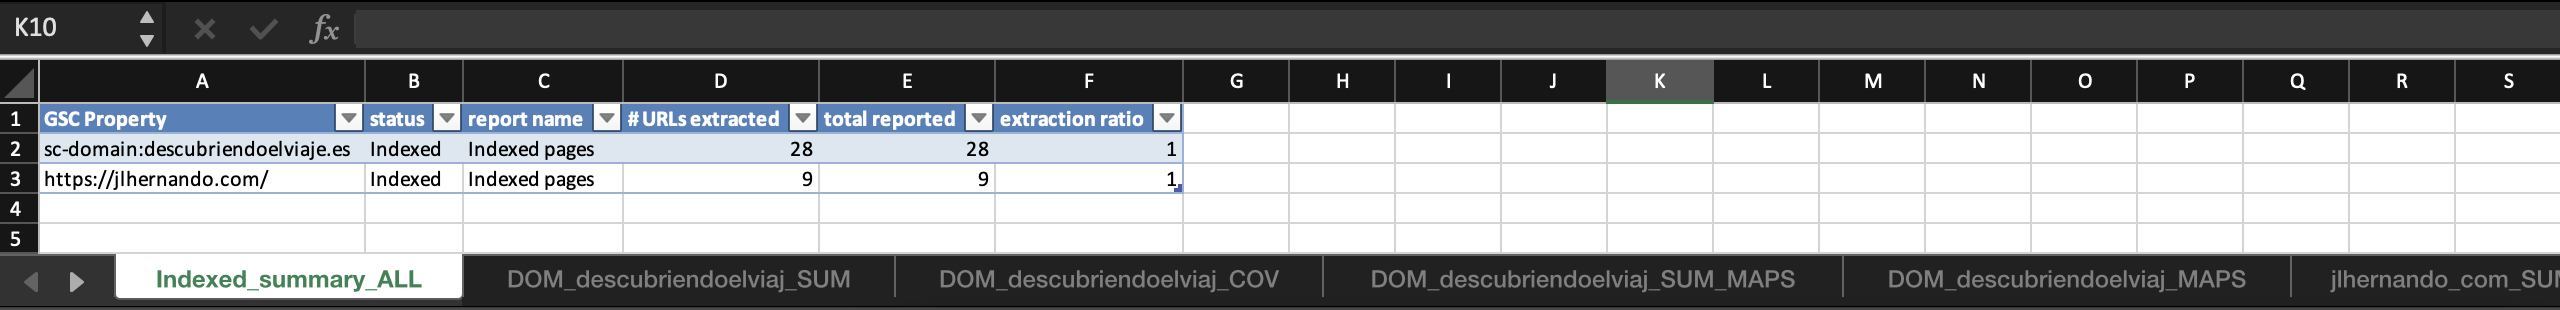 K10 fx
A B C D E F G H I J K L M N O P Q R S
1 GSC Property status report name # URLs extracted total reported extraction ratio
2 sc-domain:descubriendoelviaje.es Indexed Indexed pages 28 28 1
3 https://jlhernando.com/ Indexed Indexed pages 9 9 1
4
5
Indexed_summary_ALL DOM_descubriendoelviaj_SUM DOM_descubriendoelviaj_COV DOM_descubriendoelviaj_SUM_MAPS DOM_descubriendoelviaj_MAPS jlhernando_com_SUM